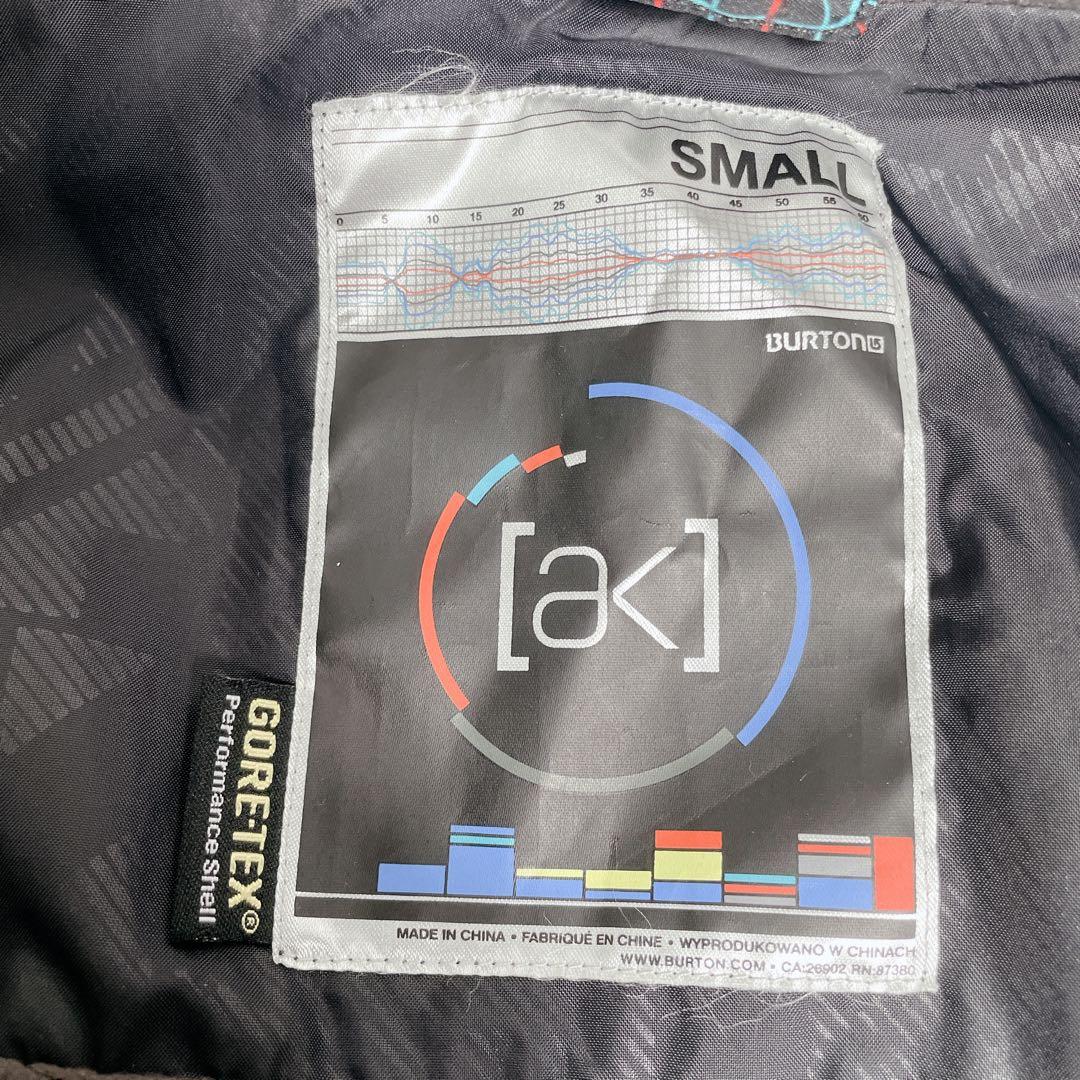 SMALL
0 5 10 15 20 25 30 35 40 45 50 55 60
BURTON
[ak]
GORE-TEX®
Performance Shell
MADE IN CHINA • FABRIQUÉ EN CHINE • WYPRODUKOWANO W CHINACH
WWW.BURTON.COM • CA:26902 RN:87380